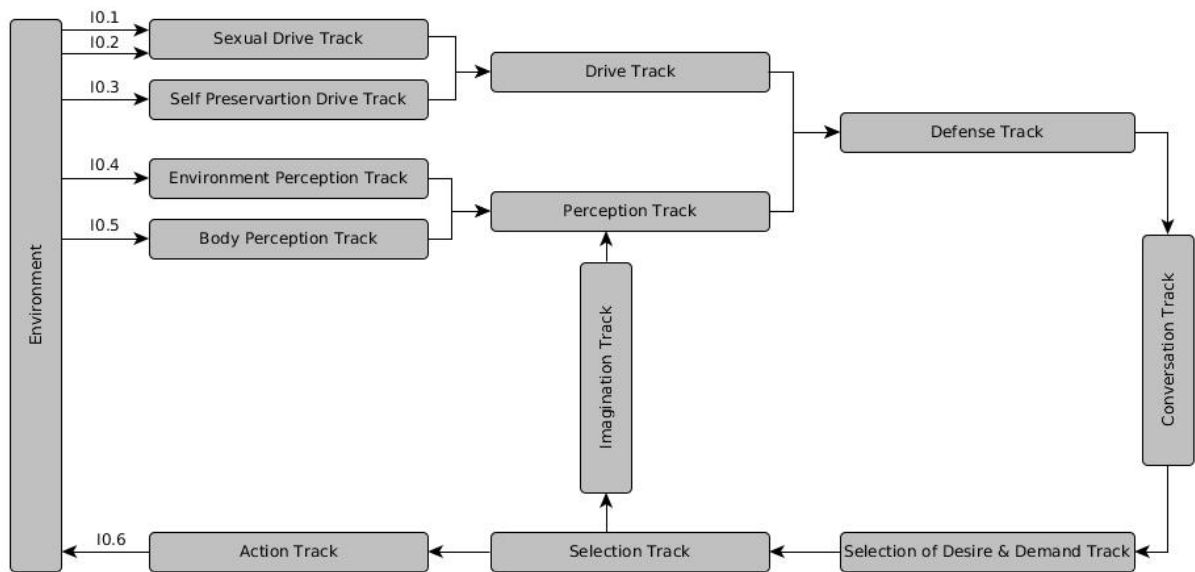 I0.1
Sexual Drive Track
I0.2
Drive Track
I0.3
Self Preservartion Drive Track
Defense Track
I0.4
Environment Perception Track
Perception Track
I0.5
Body Perception Track
Environment
Imagination Track
Conversation Track
I0.6
Action Track
Selection Track
Selection of Desire & Demand Track